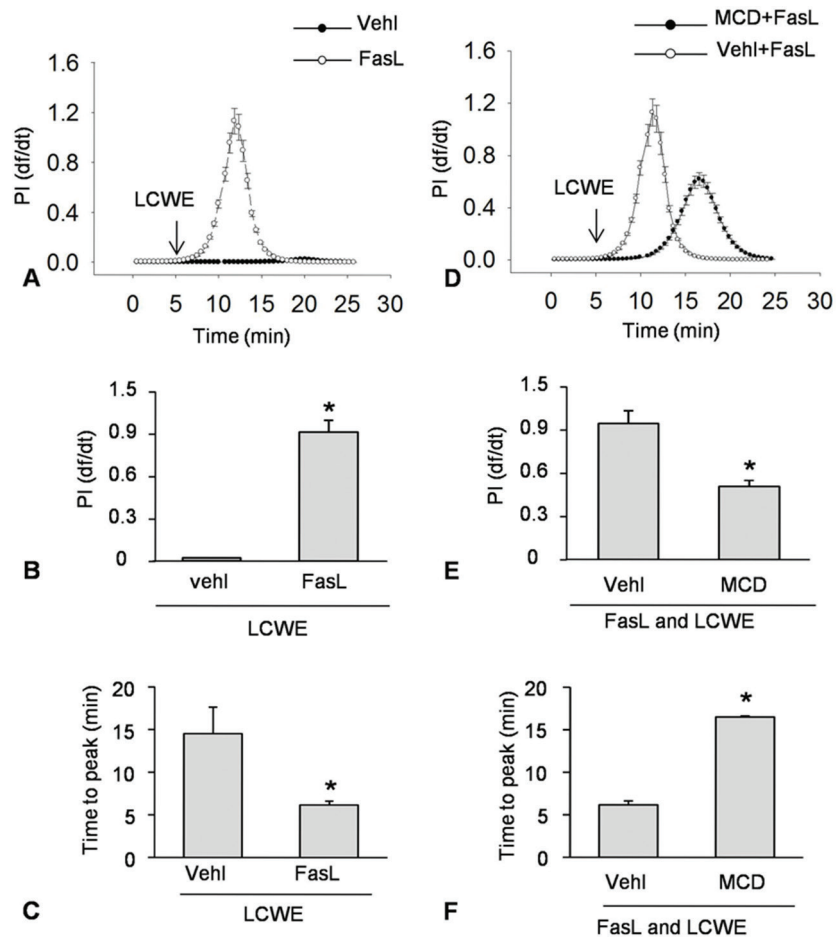 Vehl
FasL
1.6
1.2
0.8
0.4
0.0
PI (df/dt)
LCWE
A
0 5 10 15 20 25 30
Time (min)
MCD+FasL
Vehl+FasL
1.6
1.2
0.8
0.4
0.0
PI (df/dt)
LCWE
D
0 5 10 15 20 25 30
Time (min)
1.5
0.9
0.6
0.3
0
PI (df/dt)
*
B
vehl FasL
LCWE
1.5
0.9
0.6
0.3
0
PI (df/dt)
*
E
Vehl MCD
FasL and LCWE
20
15
10
5
0
Time to peak (min)
*
Vehl FasL
C
LCWE
20
15
10
5
0
Time to peak (min)
*
Vehl MCD
F
FasL and LCWE